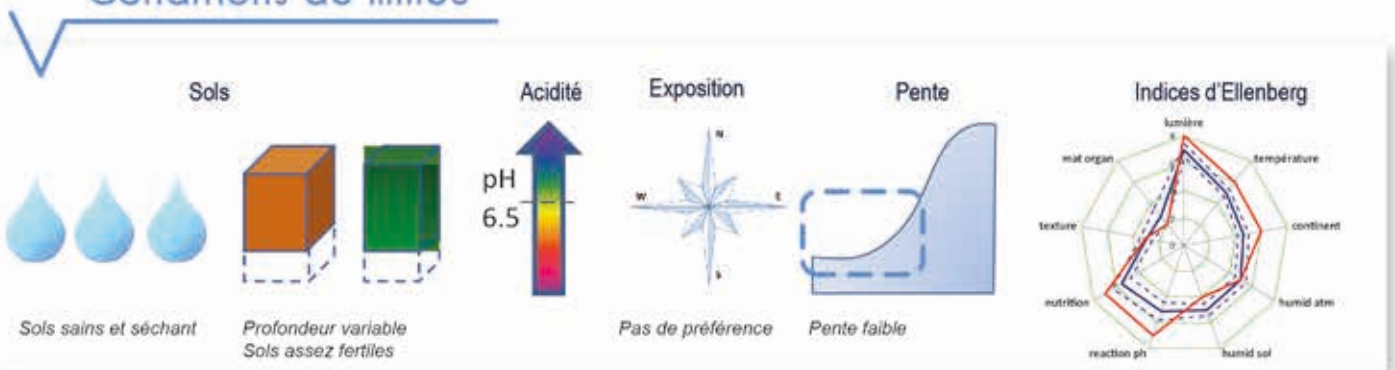 Sols
Acidité
Exposition
Pente
Indices d'Ellenberg
pH
6.5
N
W
E
S
lumière
température
continent
humid atm
humid sol
reaction ph
nutrition
texture
mat organ
0
Sols sains et séchant
Profondeur variable
Sols assez fertiles
Pas de préférence
Pente faible